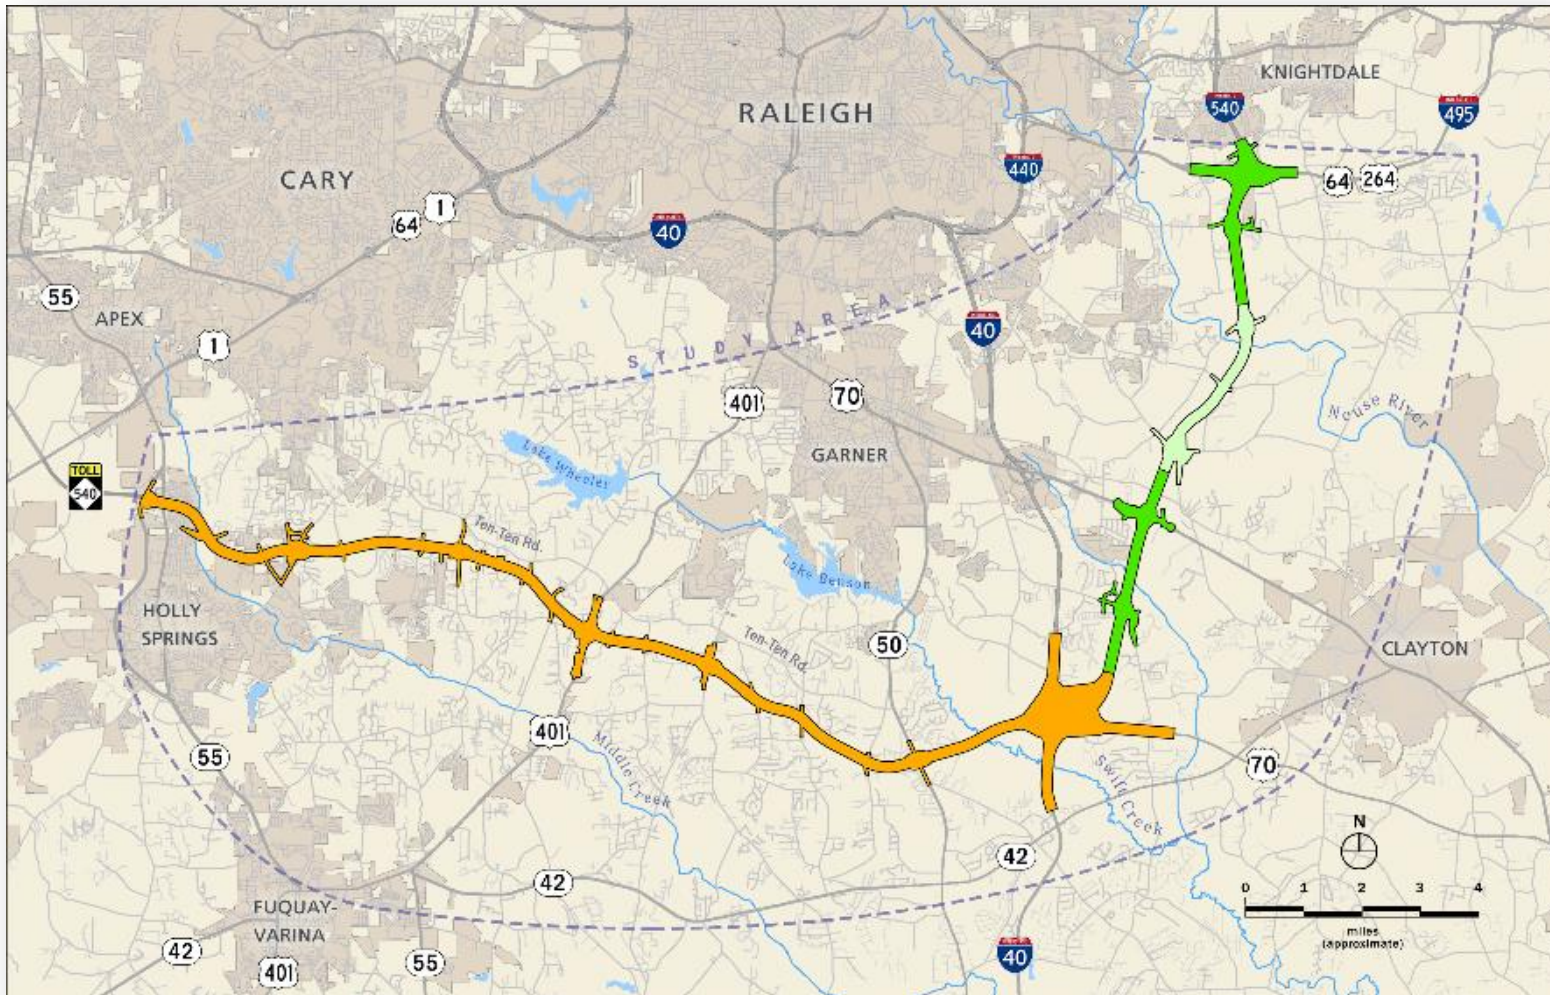 KNIGHTDALE
540
495
RALEIGH
440
CARY
64
264
1
64
40
55
APEX
STUDY AREA
40
1
70
401
Neuse River
Lake Wheeler
GARNER
TOLL
540
Ten-Ten Rd.
Lake Benson
HOLLY
SPRINGS
Ten-Ten Rd.
50
CLAYTON
401
Middle Creek
55
Swift Creek
70
N
42
42
0 1 2 3 4
miles
(approximate)
FUQUAY-
VARINA
42
401
55
40